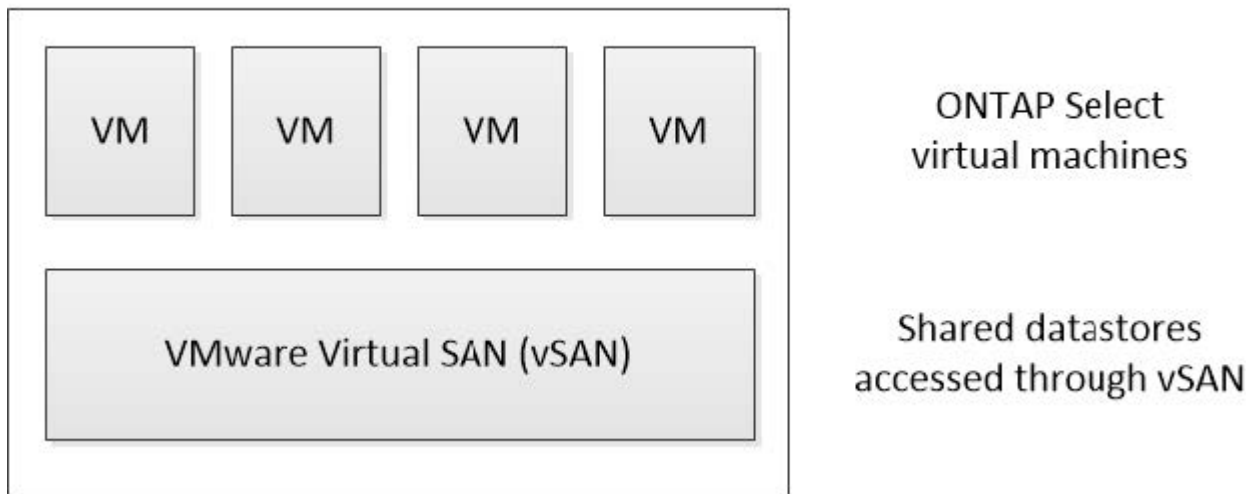 VM VM VM VM
ONTAP Select
virtual machines
VMware Virtual SAN (vSAN)
Shared datastores
accessed through vSAN